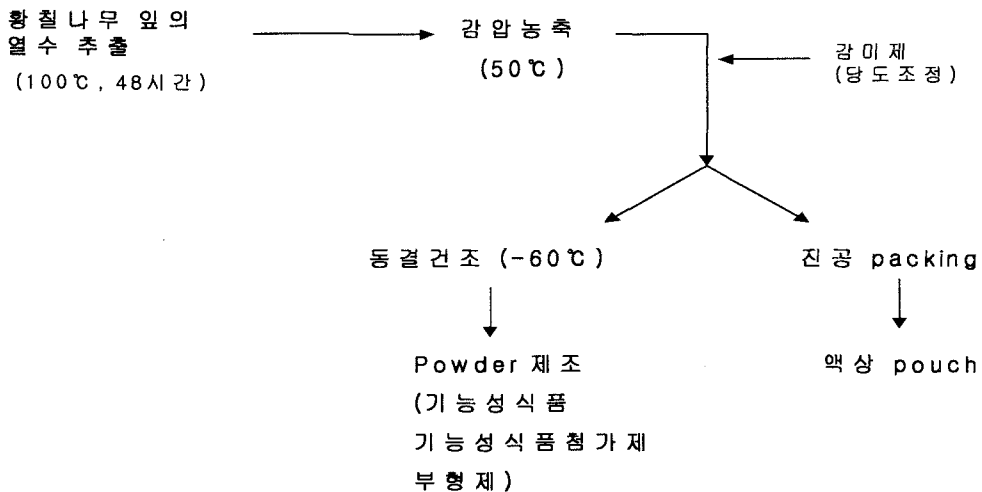 황칠나무 잎의
열수 추출
(100℃, 48시간)
감압농축
(50℃)
감미제
(당도조정)
동결건조 (-60℃)
진공 packing
Powder 제조
(기능성식품
기능성식품첨가제
부형제)
액상 pouch